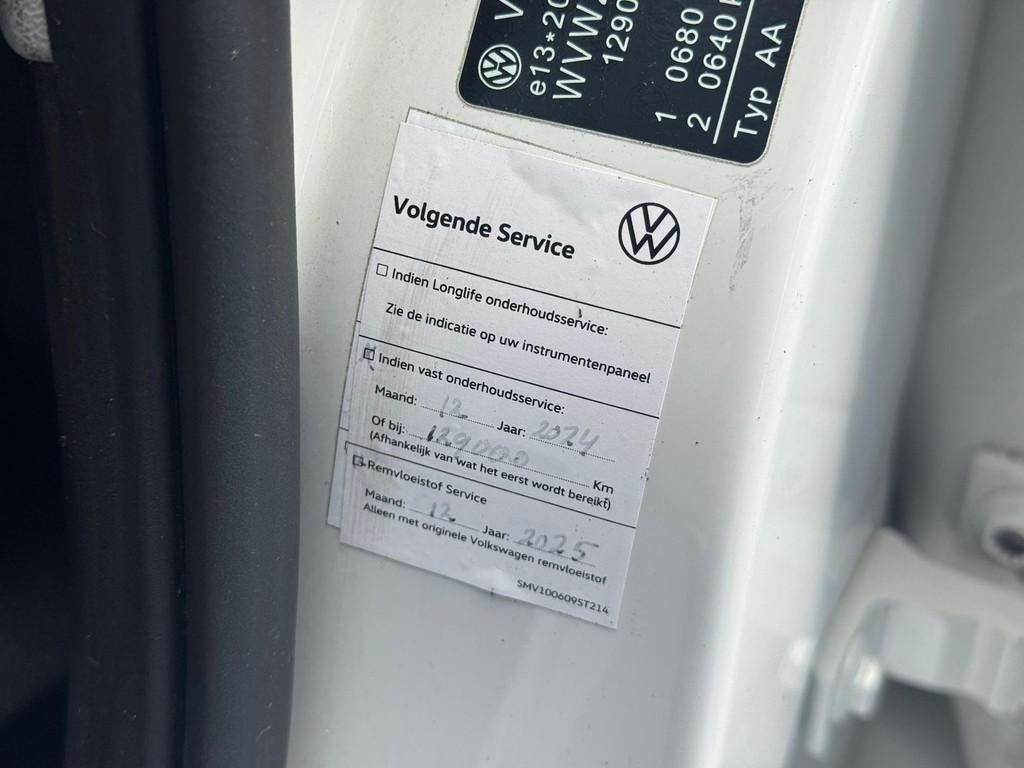 V
e13*20
WVWZ
1290
1 0680
2 0640
Typ AA
Volgende Service
Indien Longlife onderhoudsservice:
Zie de indicatie op uw instrumentenpaneel
Indien vast onderhoudsservice:
Maand: 12 Jaar: 2024
Of bij: 129000 Km
(Afhankelijk van wat het eerst wordt bereikt)
Remvloeistof Service
Maand: 12 Jaar: 2025
Alleen met originele Volkswagen remvloeistof
SMV100609ST214